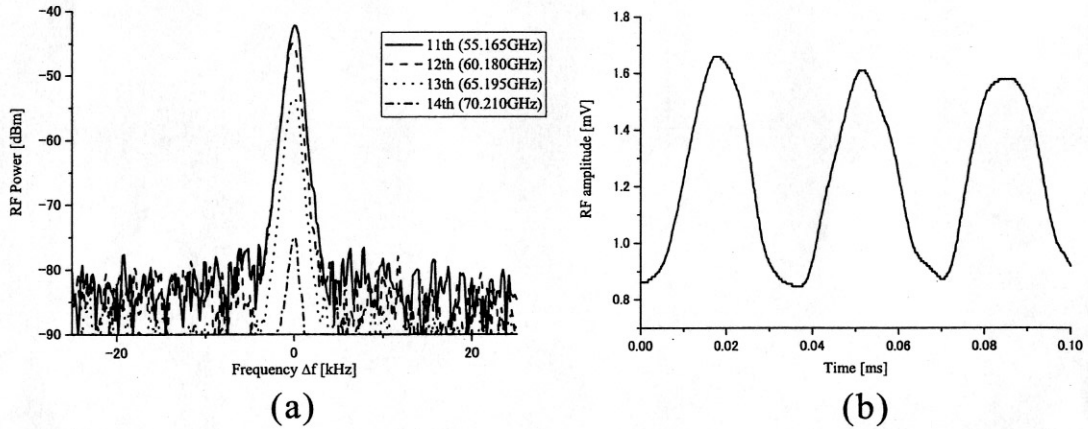 -40
-50
-60
-70
-80
-90
RF Power [dBm]
11th (55.165GHz)
12th (60.180GHz)
13th (65.195GHz)
14th (70.210GHz)
-20
0
20
Frequency Δf [kHz]
(a)
1.8
1.6
1.4
1.2
1.0
0.8
RF amplitude [mV]
0.00
0.02
0.04
0.06
0.08
0.10
Time [ms]
(b)